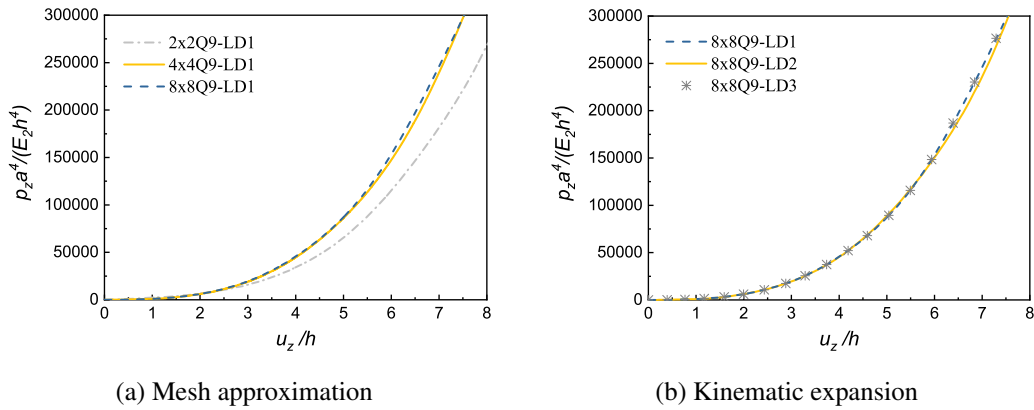 300000
250000
200000
150000
100000
50000
0
p_z a^4/(E_2 h^4)
2x2Q9-LD1
4x4Q9-LD1
8x8Q9-LD1
0 1 2 3 4 5 6 7 8
u_z /h
(a) Mesh approximation
300000
250000
200000
150000
100000
50000
0
p_z a^4/(E_2 h^4)
8x8Q9-LD1
8x8Q9-LD2
8x8Q9-LD3
0 1 2 3 4 5 6 7 8
u_z /h
(b) Kinematic expansion